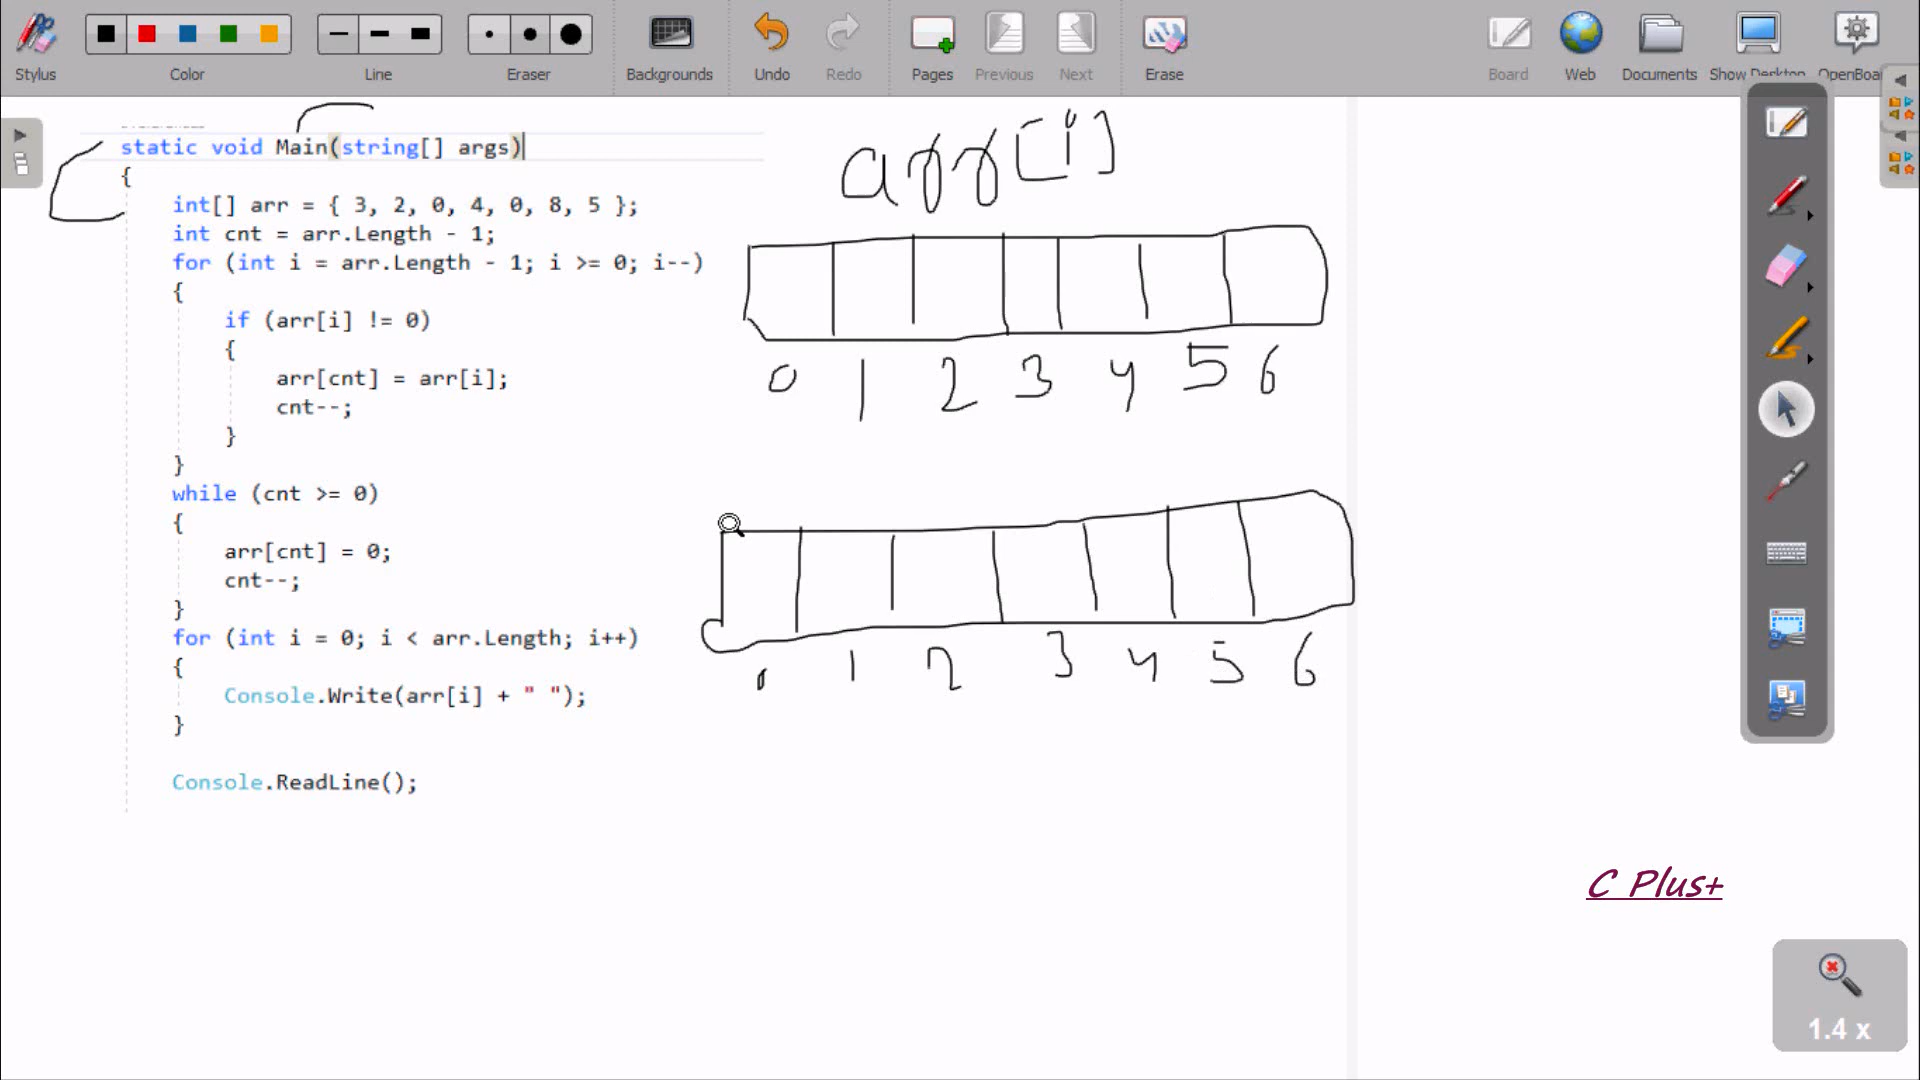 Stylus
Color
Line
Eraser
Backgrounds
Undo
Redo
Pages
Previous
Next
Erase
Board
Web
Documents
Show Desktop
OpenBoa
static void Main(string[] args)
{
int[] arr = { 3, 2, 0, 4, 0, 8, 5 };
int cnt = arr.Length - 1;
for (int i = arr.Length - 1; i >= 0; i--)
{
if (arr[i] != 0)
{
arr[cnt] = arr[i];
cnt--;
}
}
while (cnt >= 0)
{
arr[cnt] = 0;
cnt--;
}
for (int i = 0; i < arr.Length; i++)
{
Console.Write(arr[i] + " ");
}
Console.ReadLine();
arr[i]
0 1 2 3 4 5 6
0 1 2 3 4 5 6
C Plus+
1.4 x